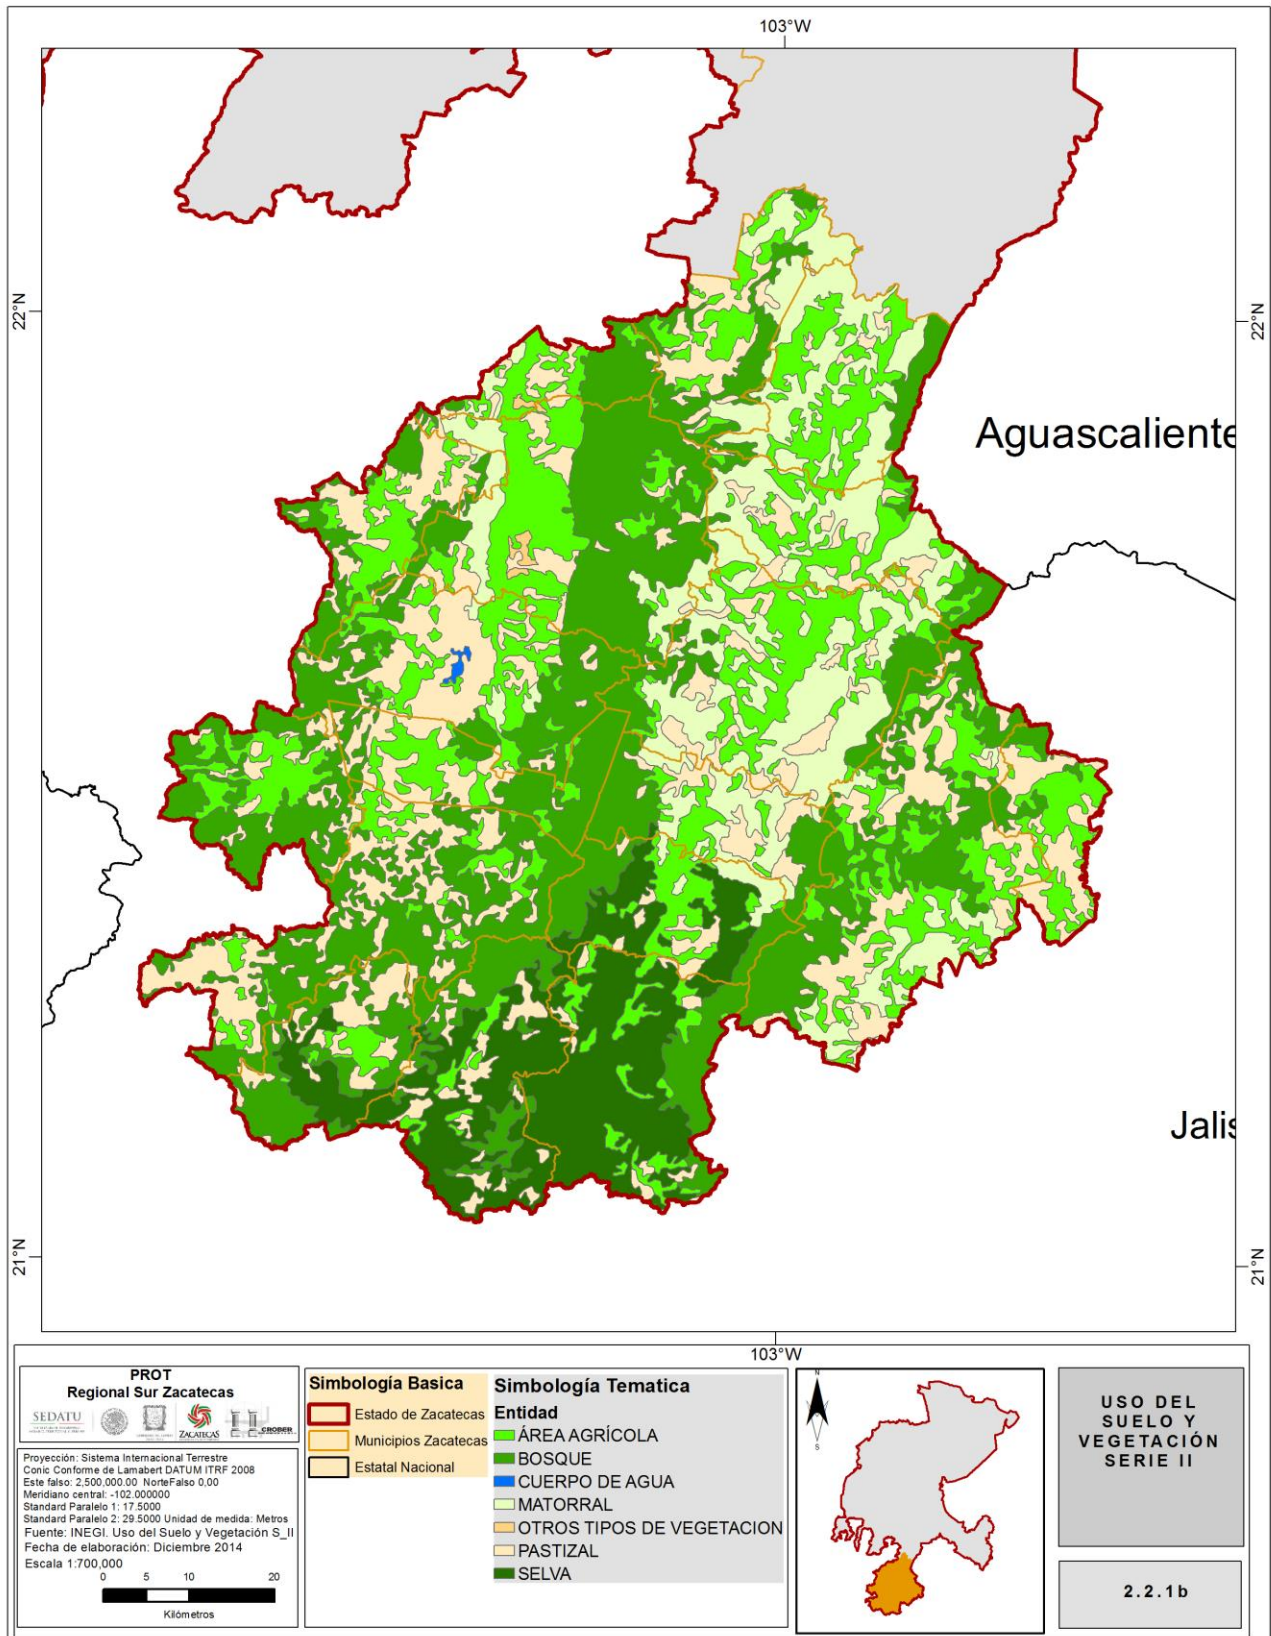 103°W
22°N
22°N
Aguascaliente
Jalis
21°N
21°N
103°W
PROT
Regional Sur Zacatecas
SEDATU
ZACATECAS
CROBER
Proyección: Sistema Internacional Terrestre
Conic Conforme de Lamabert DATUM ITRF 2008
Este falso: 2,500,000.00 NorteFalso 0,00
Meridiano central: -102.000000
Standard Paralelo 1: 17.5000
Standard Paralelo 2: 29.5000 Unidad de medida: Metros
Fuente: INEGI. Uso del Suelo y Vegetación S_II
Fecha de elaboración: Diciembre 2014
Escala 1:700,000
0 5 10 20
Kilómetros
Simbología Basica
Estado de Zacatecas
Municipios Zacatecas
Estatal Nacional
Simbología Tematica
Entidad
ÁREA AGRÍCOLA
BOSQUE
CUERPO DE AGUA
MATORRAL
OTROS TIPOS DE VEGETACION
PASTIZAL
SELVA
N
S
USO DEL
SUELO Y
VEGETACIÓN
SERIE II
2.2.1b